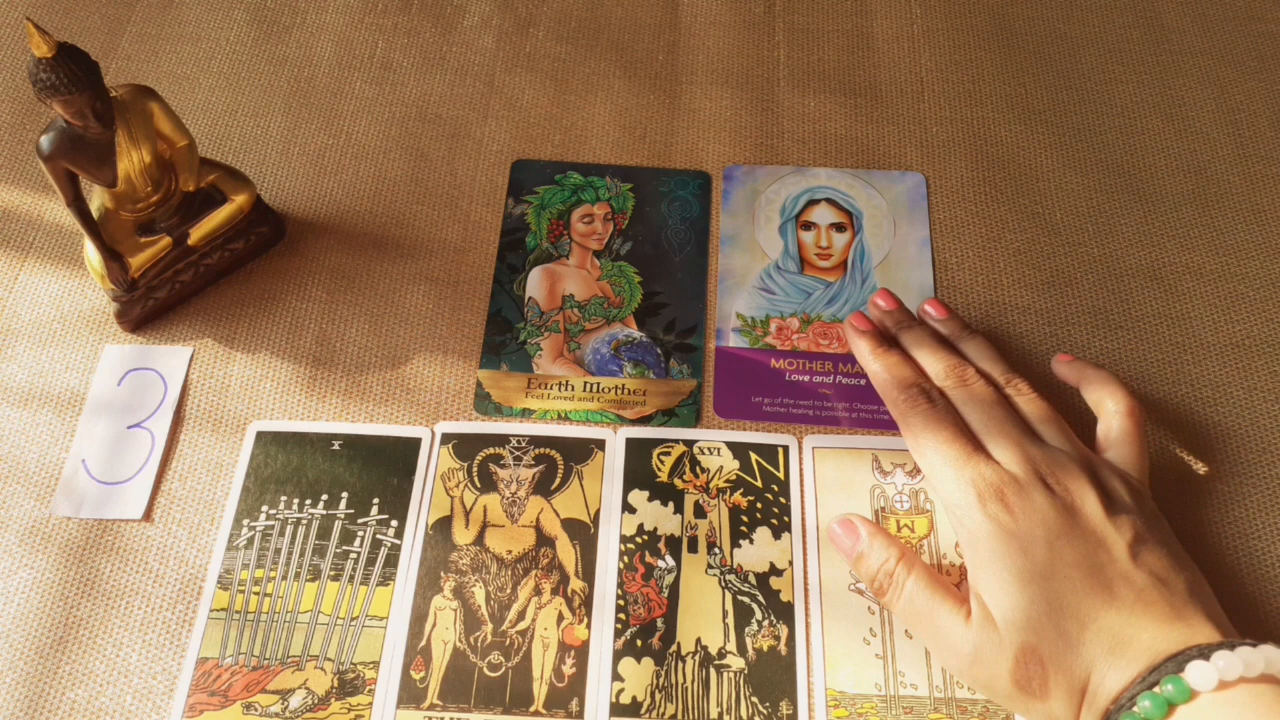 3
Earth Mother
Feel Loved and Comforted
MOTHER MA
Love and Peace
Let go of the need to be right. Choose
Mother healing is possible at this time.
X
XV
XVI
M